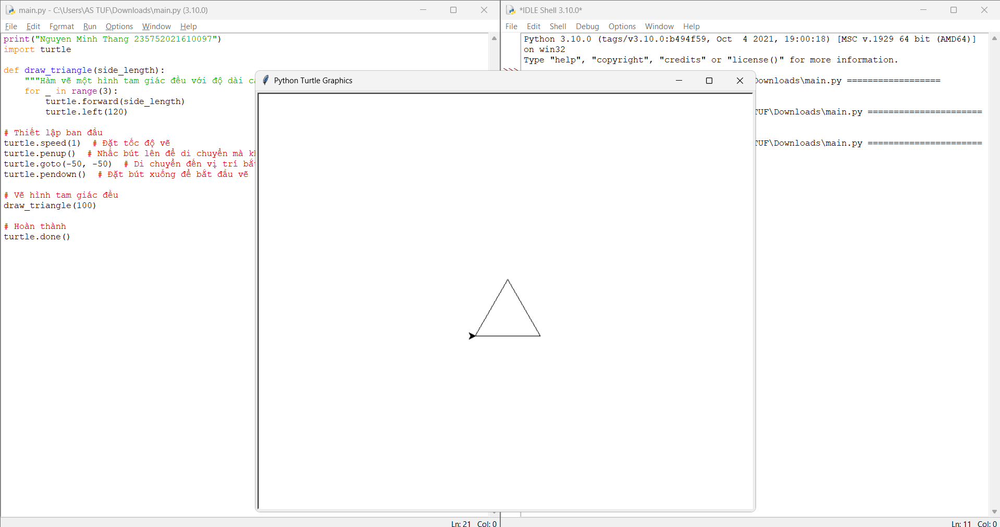 main.py - C:\Users\AS TUF\Downloads\main.py (3.10.0)
File Edit Format Run Options Window Help
print("Nguyen Minh Thang 235752021610097")
import turtle
def draw_triangle(side_length):
"""Hàm vẽ một hình tam giác đều với độ dài
for _ in range(3):
turtle.forward(side_length)
turtle.left(120)
# Thiết lập ban đầu
turtle.speed(1)  # Đặt tốc độ vẽ
turtle.penup()  # Nhấc bút lên để di chuyển mà
turtle.goto(-50, -50)  # Di chuyển đến vị trí
turtle.pendown()  # Đặt bút xuống để bắt đầu vẽ
# Vẽ hình tam giác đều
draw_triangle(100)
# Hoàn thành
turtle.done()
Ln: 21 Col: 0
Python Turtle Graphics
*IDLE Shell 3.10.0*
File Edit Shell Debug Options Window Help
Python 3.10.0 (tags/v3.10.0:b494f59, Oct  4 2021, 19:00:18) [MSC v.1929 64 bit (AMD64)]
on win32
Type "help", "copyright", "credits" or "license()" for more information.
>>>
Downloads\main.py ==================
TUF\Downloads\main.py ======================
TUF\Downloads\main.py ======================
Ln: 11 Col: 0